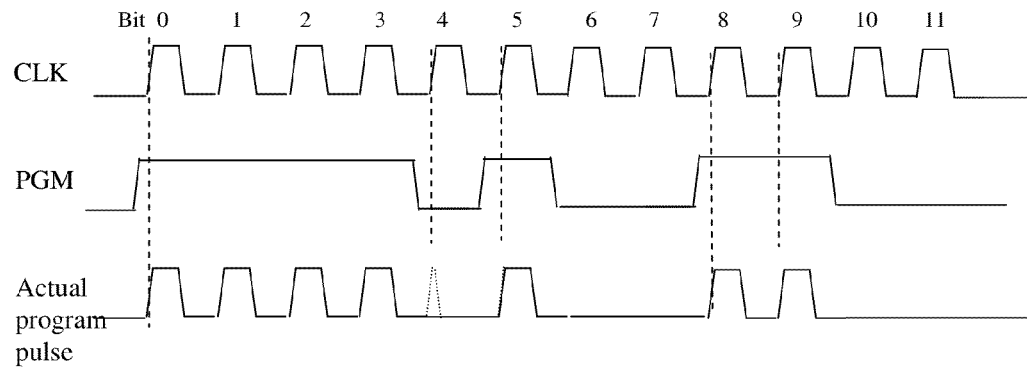 Bit 0 1 2 3 4 5 6 7 8 9 10 11
CLK
PGM
Actual
program
pulse